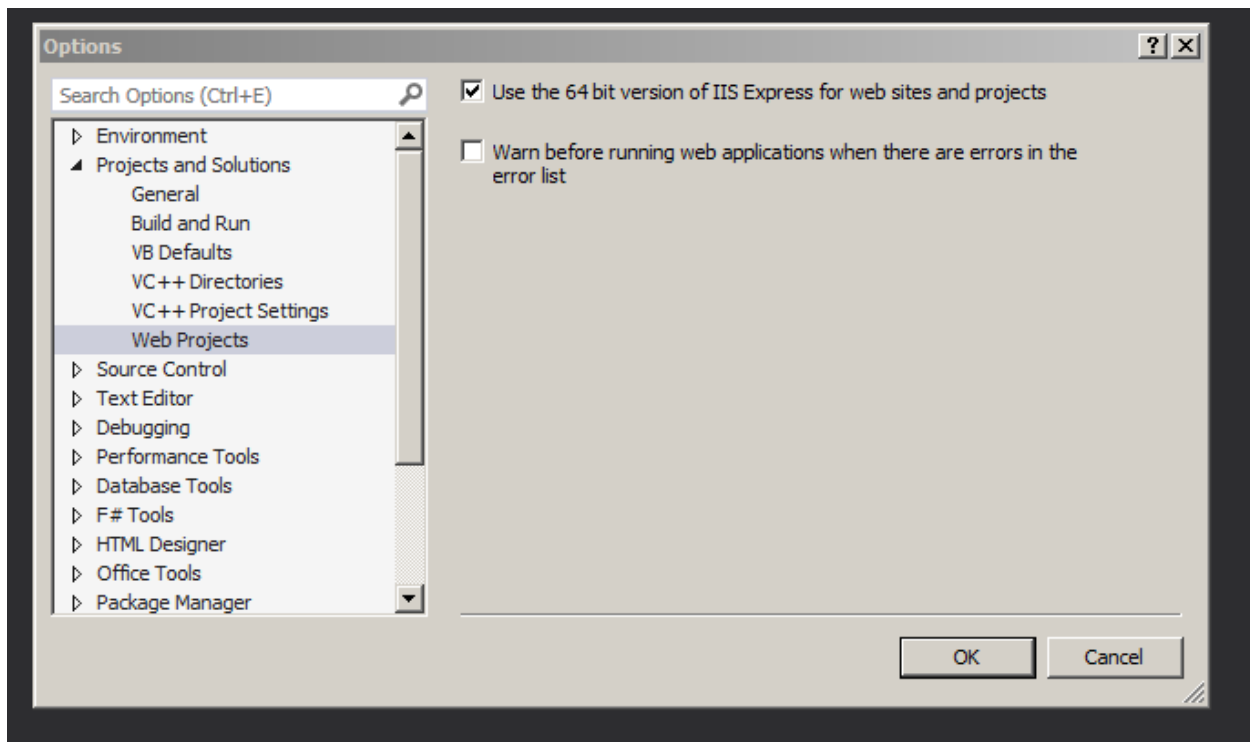 Options
Search Options (Ctrl+E)
Environment
Projects and Solutions
General
Build and Run
VB Defaults
VC++ Directories
VC++ Project Settings
Web Projects
Source Control
Text Editor
Debugging
Performance Tools
Database Tools
F# Tools
HTML Designer
Office Tools
Package Manager
Use the 64 bit version of IIS Express for web sites and projects
Warn before running web applications when there are errors in the
error list
OK
Cancel